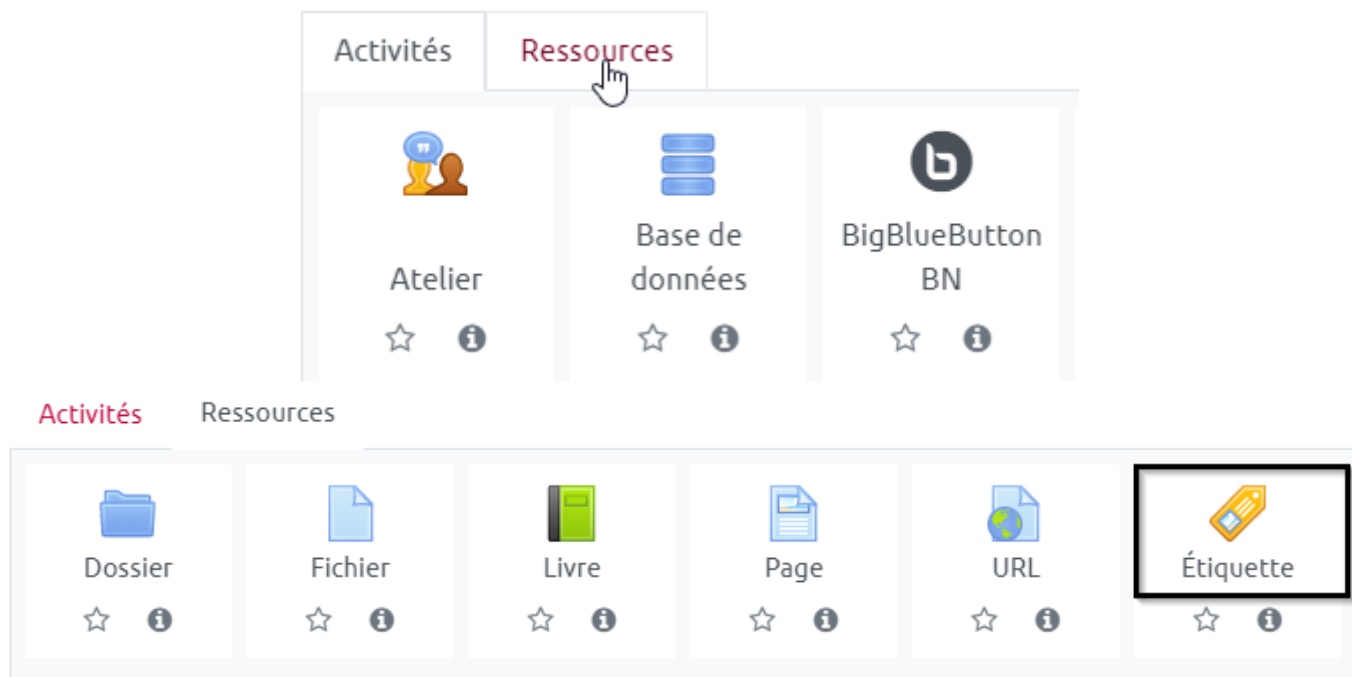 Activités Ressources
Base de BigBlueButton
Atelier données BN
Activités Ressources
Dossier Fichier Livre Page URL Étiquette